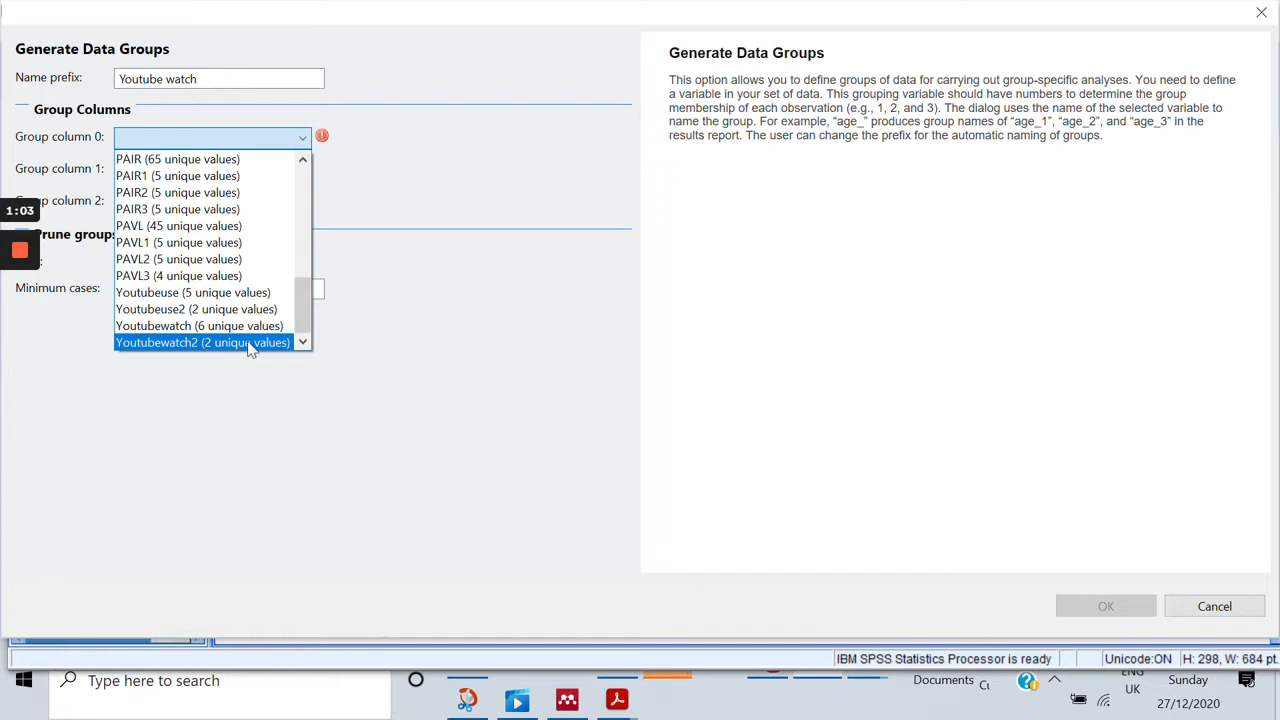 Generate Data Groups
Name prefix:
Youtube watch
Group Columns
Group column 0:
PAIR (65 unique values)
PAIR1 (5 unique values)
Group column 1:
PAIR2 (5 unique values)
Group column 2:
PAIR3 (5 unique values)
1:03
PAVL (45 unique values)
Prune groups
PAVL1 (5 unique values)
PAVL2 (5 unique values)
PAVL3 (4 unique values)
Minimum cases:
Youtubeuse (5 unique values)
Youtubeuse2 (2 unique values)
Youtubewatch (6 unique values)
Youtubewatch2 (2 unique values)
Generate Data Groups
This option allows you to define groups of data for carrying out group-specific analyses. You need to define
a variable in your set of data. This grouping variable should have numbers to determine the group
membership of each observation (e.g., 1, 2, and 3). The dialog uses the name of the selected variable to
name the group. For example, “age_” produces group names of “age_1”, “age_2”, and “age_3” in the
results report. The user can change the prefix for the automatic naming of groups.
OK
Cancel
IBM SPSS Statistics Processor is ready
Unicode:ON
H: 298, W: 684 pt.
Type here to search
Documents
ENG
UK
Sunday
27/12/2020